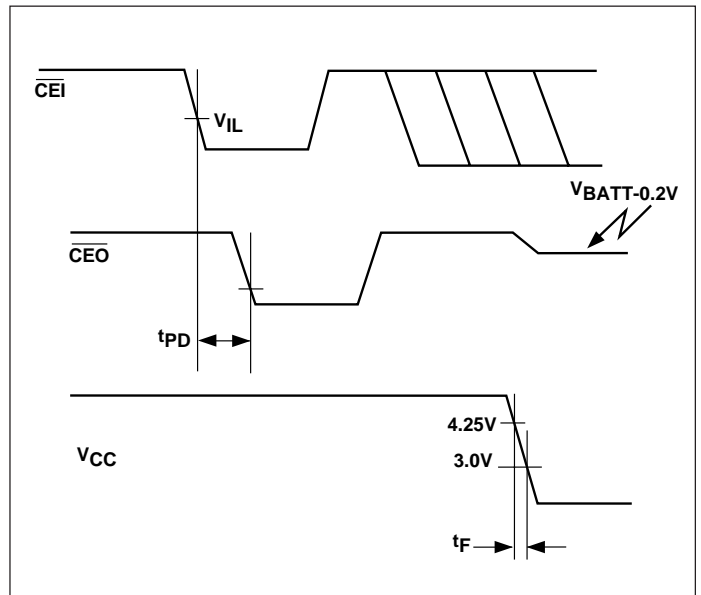 CEI
VIL
VBATT-0.2V
CEO
tPD
4.25V
VCC
3.0V
tF